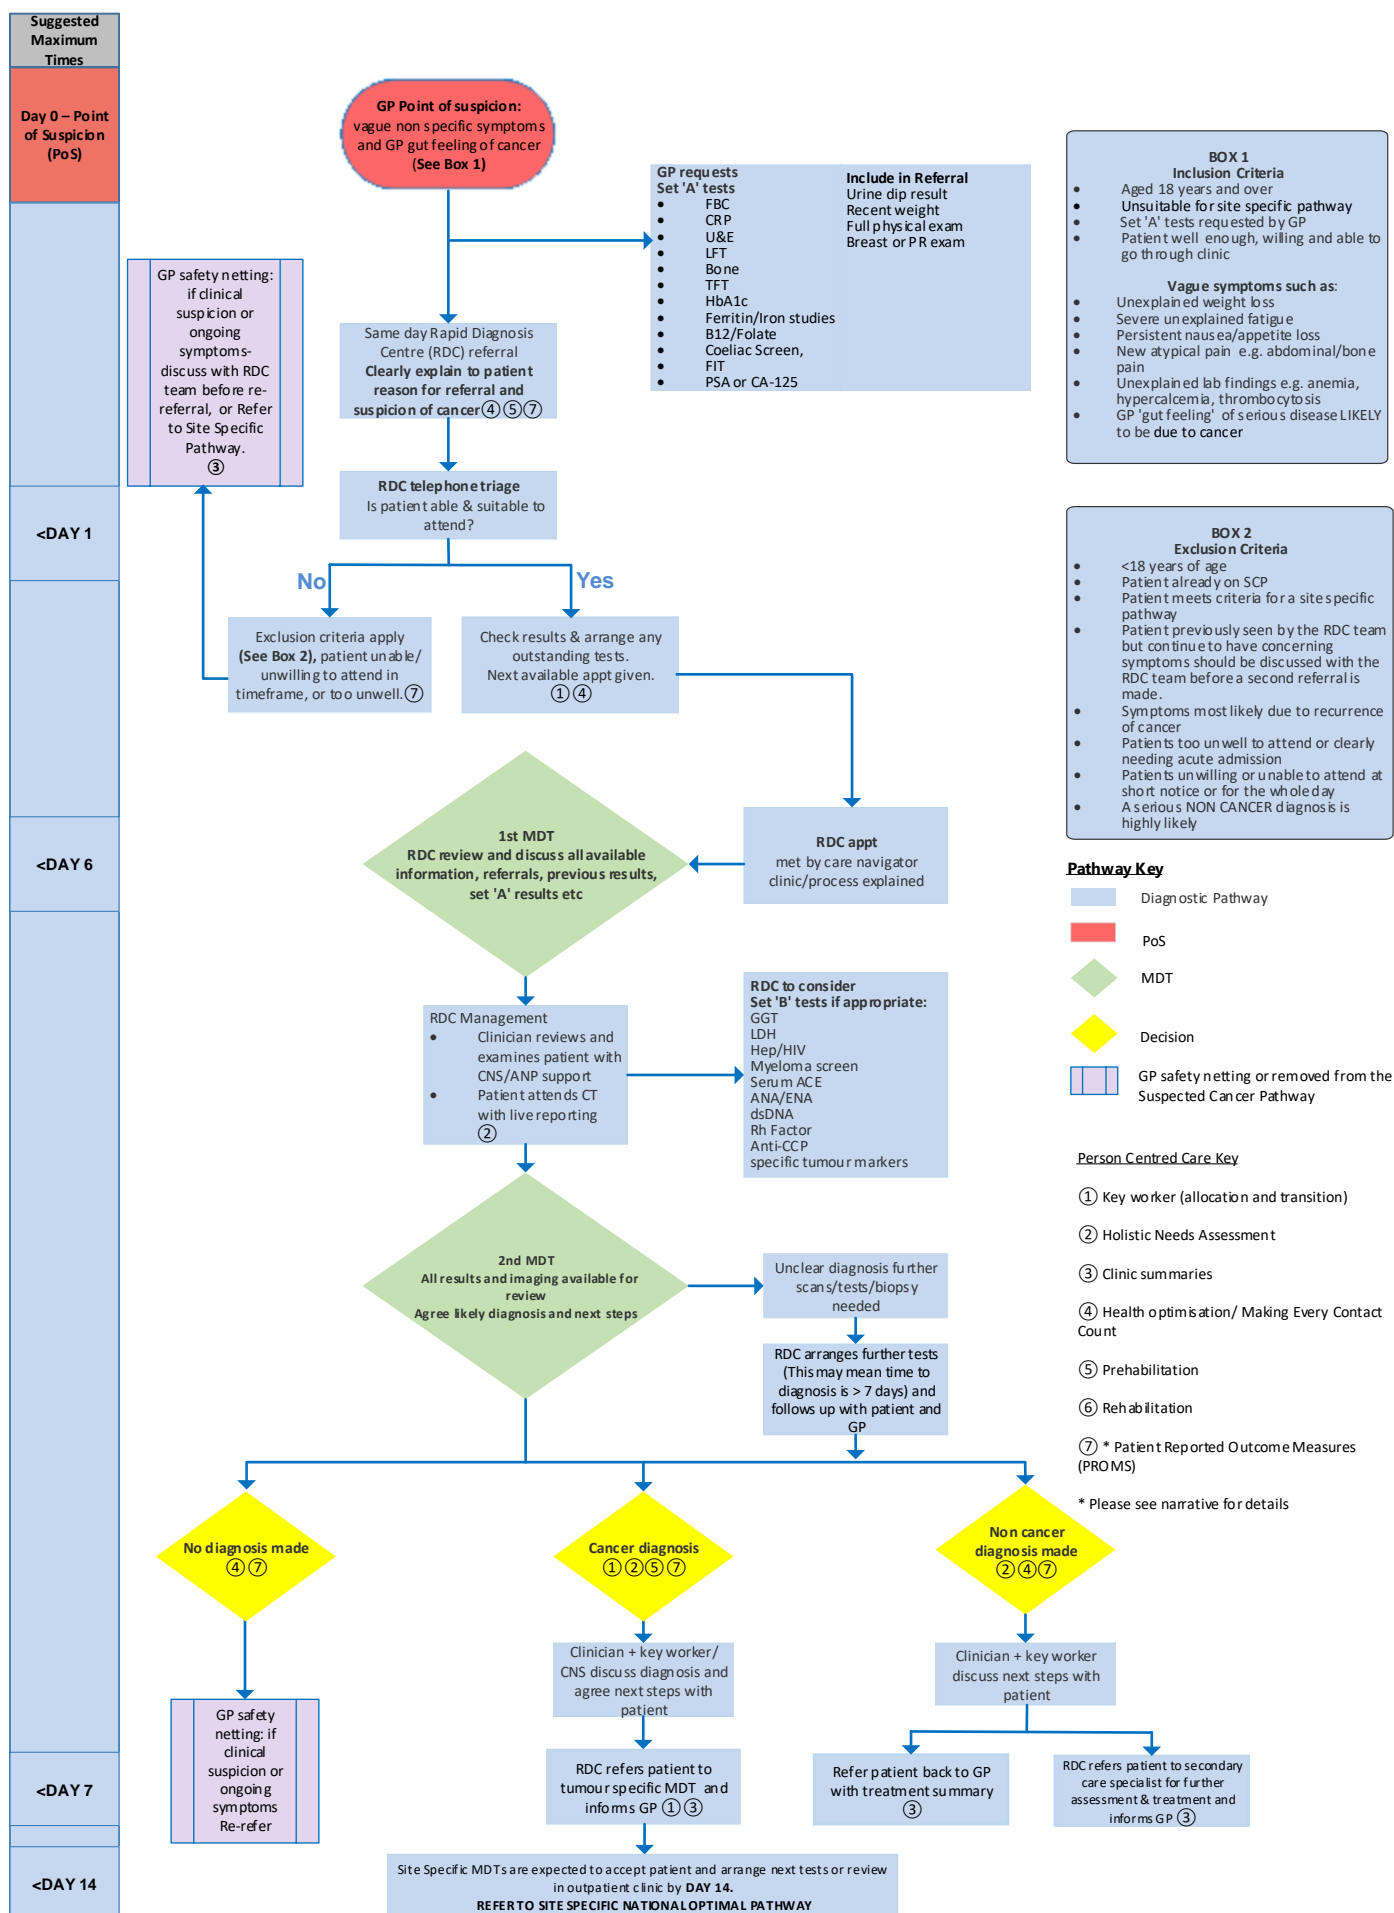 Suggested
Maximum
Times
Day 0 – Point
of Suspicion
(PoS)
<DAY 1
<DAY 6
<DAY 7
<DAY 14
GP Point of suspicion:
vague non specific symptoms
and GP gut feeling of cancer
(See Box 1)
GP requests
Set 'A' tests
• FBC
• CRP
• U&E
• LFT
• Bone
• TFT
• HbA1c
• Ferritin/Iron studies
• B12/Folate
• Coeliac Screen,
• FIT
• PSA or CA-125
Include in Referral
Urine dip result
Recent weight
Full physical exam
Breast or PR exam
GP safety netting:
if clinical
suspicion or
ongoing
symptoms-
discuss with RDC
team before re-
referral, or Refer
to Site Specific
Pathway.
③
Same day Rapid Diagnosis
Centre (RDC) referral
Clearly explain to patient
reason for referral and
suspicion of cancer ④ ⑤ ⑦
RDC telephone triage
Is patient able & suitable to
attend?
No
Yes
Exclusion criteria apply
(See Box 2), patient unable/
unwilling to attend in
timeframe, or too unwell. ⑦
Check results & arrange any
outstanding tests.
Next available appt given.
① ④
1st MDT
RDC review and discuss all available
information, referrals, previous results,
set 'A' results etc
RDC appt
met by care navigator
clinic/process explained
RDC Management
• Clinician reviews and
examines patient with
CNS/ANP support
• Patient attends CT
with live reporting
②
RDC to consider
Set 'B' tests if appropriate:
GGT
LDH
Hep/HIV
Myeloma screen
Serum ACE
ANA/ENA
dsDNA
Rh Factor
Anti-CCP
specific tumour markers
2nd MDT
All results and imaging available for
review
Agree likely diagnosis and next steps
Unclear diagnosis further
scans/tests/biopsy
needed
RDC arranges further tests
(This may mean time to
diagnosis is > 7 days) and
follows up with patient and
GP
No diagnosis made
④ ⑦
Cancer diagnosis
① ② ⑤ ⑦
Non cancer
diagnosis made
② ④ ⑦
GP safety
netting: if
clinical
suspicion or
ongoing
symptoms
Re-refer
Clinician + key worker/
CNS discuss diagnosis and
agree next steps with
patient
RDC refers patient to
tumour specific MDT and
informs GP ① ③
Clinician + key worker
discuss next steps with
patient
Refer patient back to GP
with treatment summary
③
RDC refers patient to secondary
care specialist for further
assessment & treatment and
informs GP ③
Site Specific MDTs are expected to accept patient and arrange next tests or review
in outpatient clinic by DAY 14.
REFER TO SITE SPECIFIC NATIONAL OPTIMAL PATHWAY
BOX 1
Inclusion Criteria
• Aged 18 years and over
• Unsuitable for site specific pathway
• Set 'A' tests requested by GP
• Patient well enough, willing and able to
go through clinic
Vague symptoms such as:
• Unexplained weight loss
• Severe unexplained fatigue
• Persistent nausea/appetite loss
• New atypical pain e.g. abdominal/bone
pain
• Unexplained lab findings e.g. anemia,
hypercalcemia, thrombocytosis
• GP 'gut feeling' of serious disease LIKELY
to be due to cancer
BOX 2
Exclusion Criteria
• <18 years of age
• Patient already on SCP
• Patient meets criteria for a site specific
pathway
• Patient previously seen by the RDC team
but continue to have concerning
symptoms should be discussed with the
RDC team before a second referral is
made.
• Symptoms most likely due to recurrence
of cancer
• Patients too unwell to attend or clearly
needing acute admission
• Patients unwilling or unable to attend at
short notice or for the whole day
• A serious NON CANCER diagnosis is
highly likely
Pathway Key
Diagnostic Pathway
PoS
MDT
Decision
GP safety netting or removed from the
Suspected Cancer Pathway
Person Centred Care Key
① Key worker (allocation and transition)
② Holistic Needs Assessment
③ Clinic summaries
④ Health optimisation/ Making Every Contact
Count
⑤ Prehabilitation
⑥ Rehabilitation
⑦ * Patient Reported Outcome Measures
(PROMS)
* Please see narrative for details